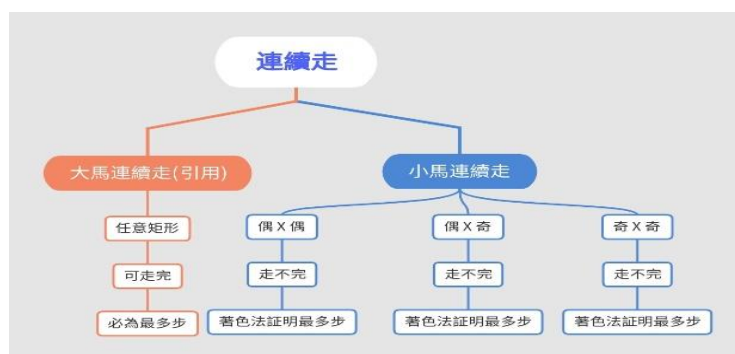 連續走
大馬連續走(引用)
小馬連續走
任意矩形
偶X偶
偶X奇
奇X奇
可走完
走不完
走不完
走不完
必為最多步
著色法証明最多步
著色法証明最多步
著色法証明最多步